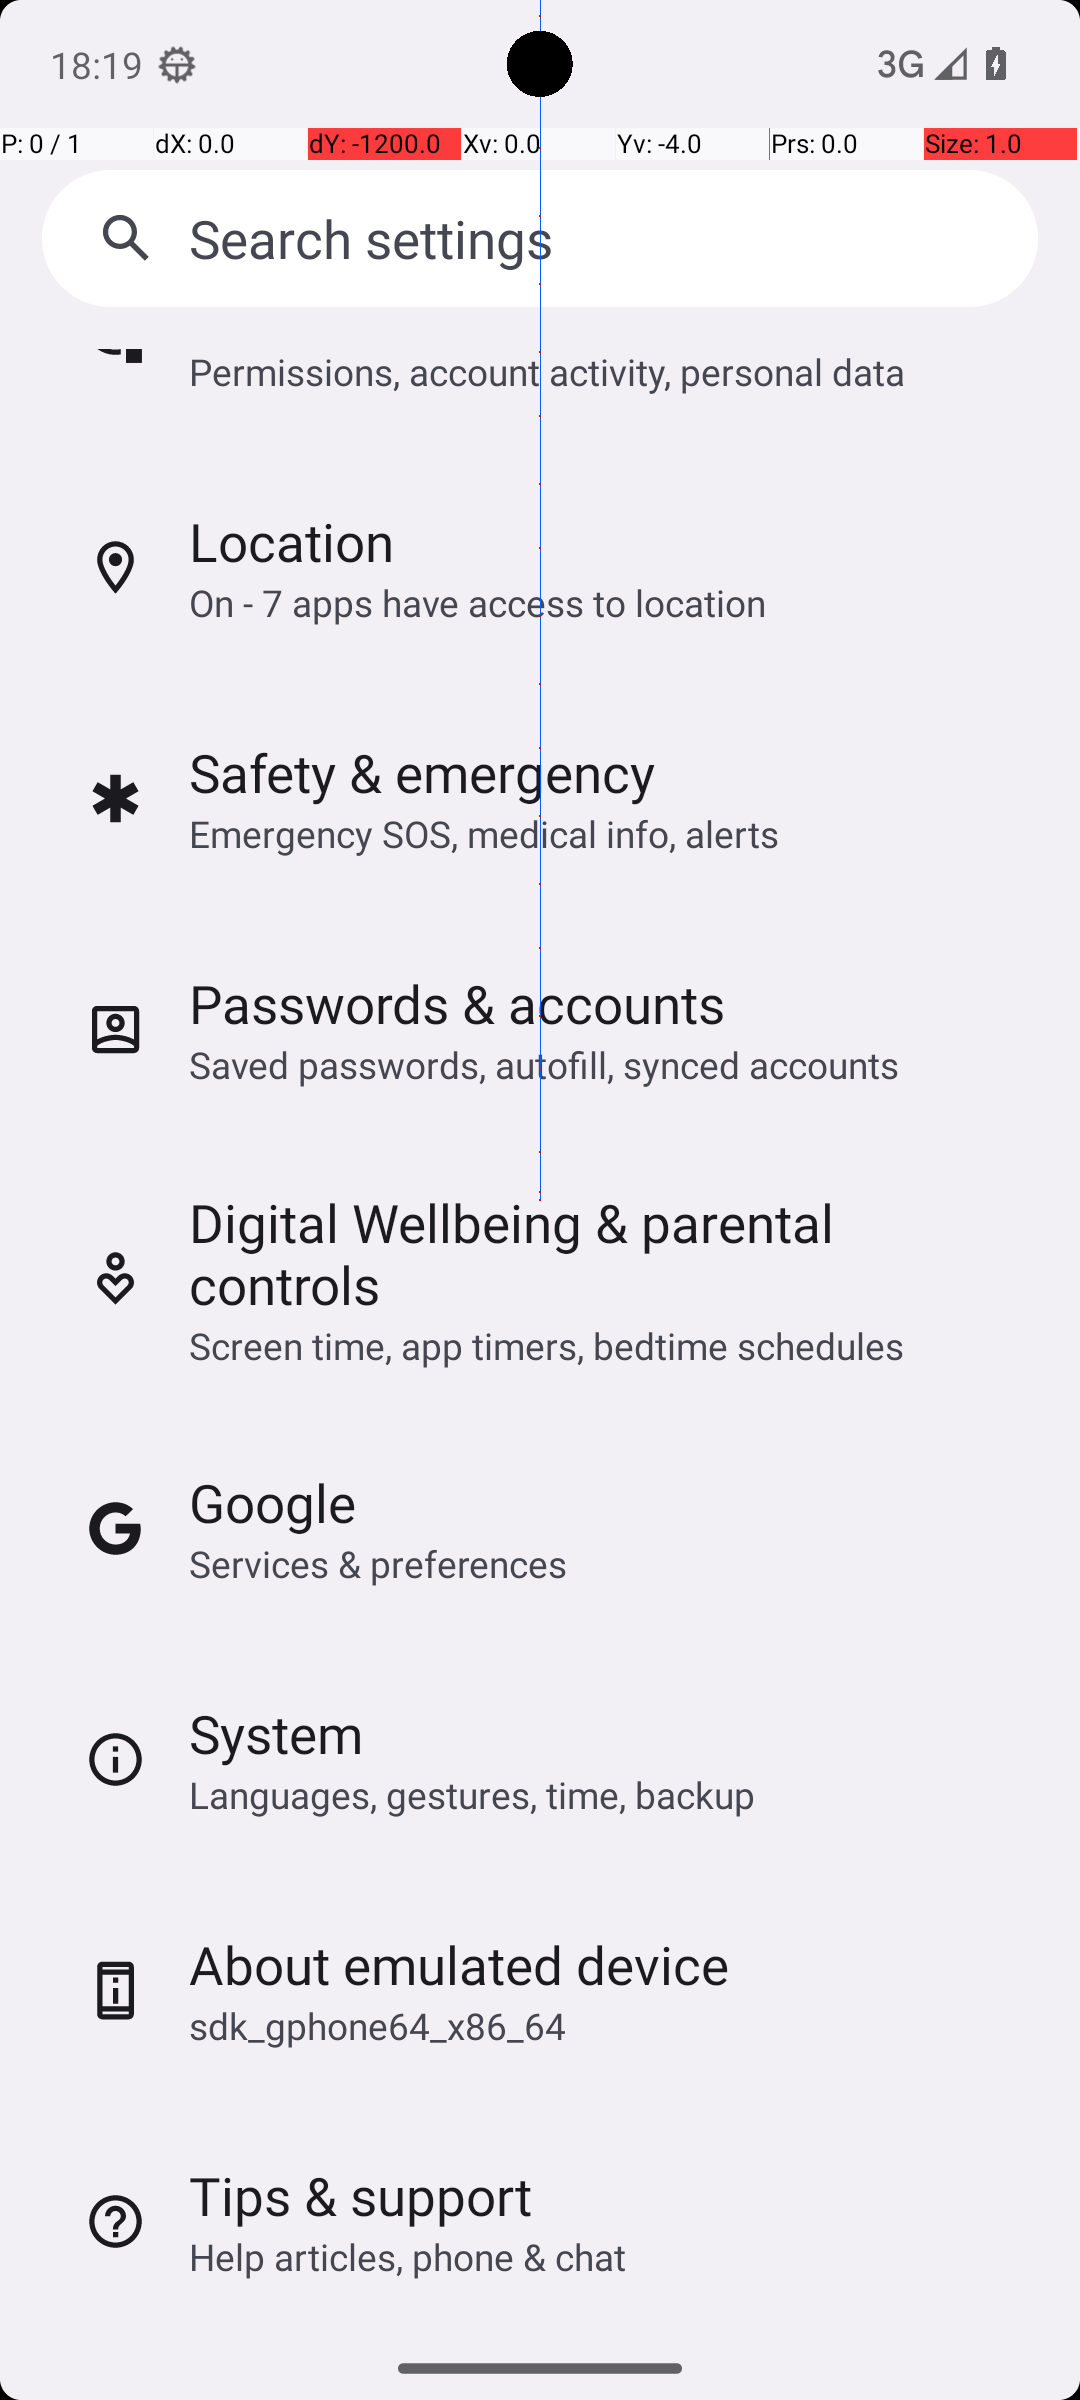 18:19
3G
P: 0 / 1 dX: 0.0 dY: -1200.0 Xv: 0.0 Yv: -4.0 Prs: 0.0 Size: 1.0
Search settings
Permissions, account activity, personal data
Location
On - 7 apps have access to location
Safety & emergency
Emergency SOS, medical info, alerts
Passwords & accounts
Saved passwords, autofill, synced accounts
Digital Wellbeing & parental
controls
Screen time, app timers, bedtime schedules
Google
Services & preferences
System
Languages, gestures, time, backup
About emulated device
sdk_gphone64_x86_64
Tips & support
Help articles, phone & chat